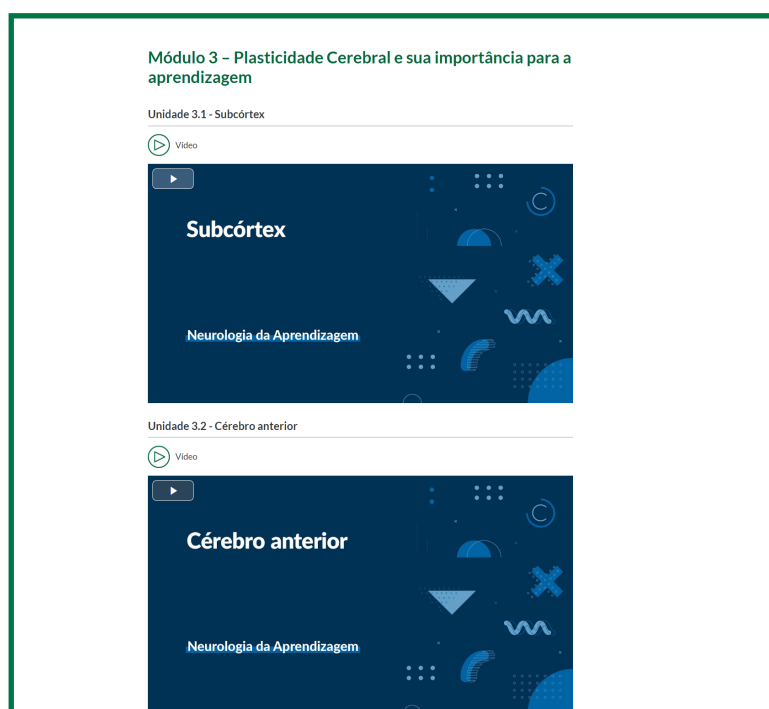 Módulo 3 – Plasticidade Cerebral e sua importância para a
aprendizagem
Unidade 3.1 - Subcórtex
Vídeo
Subcórtex
Neurologia da Aprendizagem
Unidade 3.2 - Cérebro anterior
Vídeo
Cérebro anterior
Neurologia da Aprendizagem